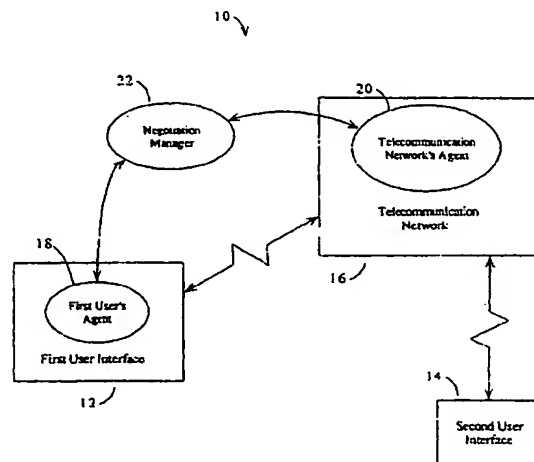 10
22
20
Negotiation
Manager
Telecommunication
Network's Agent
Telecommunication
Network
18
16
First User's
Agent
First User Interface
12
14
Second User
Interface